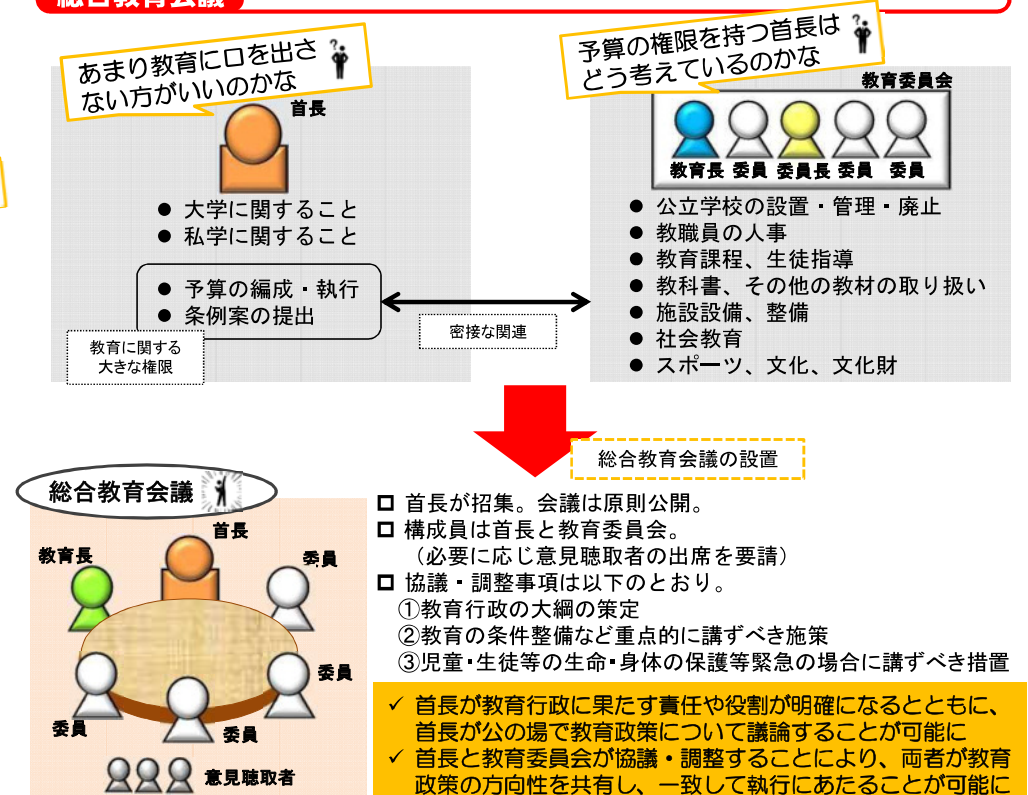 総合教育会議
あまり教育に口を出さ
ない方がいいのかな
首長
● 大学に関すること
● 私学に関すること
● 予算の編成・執行
● 条例案の提出
教育に関する
大きな権限
密接な関連
予算の権限を持つ首長は
どう考えているのかな
教育委員会
教育長 委員 委員長 委員 委員
● 公立学校の設置・管理・廃止
● 教職員の人事
● 教育課程、生徒指導
● 教科書、その他の教材の取り扱い
● 施設設備、整備
● 社会教育
● スポーツ、文化、文化財
総合教育会議の設置
総合教育会議
首長
教育長
委員
委員
委員
委員
意見聴取者
□ 首長が招集。会議は原則公開。
□ 構成員は首長と教育委員会。
（必要に応じ意見聴取者の出席を要請）
□ 協議・調整事項は以下のとおり。
①教育行政の大綱の策定
②教育の条件整備など重点的に講ずべき施策
③児童・生徒等の生命・身体の保護等緊急の場合に講ずべき措置
✓ 首長が教育行政に果たす責任や役割が明確になるとともに、
首長が公の場で教育政策について議論することが可能に
✓ 首長と教育委員会が協議・調整することにより、両者が教育
政策の方向性を共有し、一致して執行にあたることが可能に